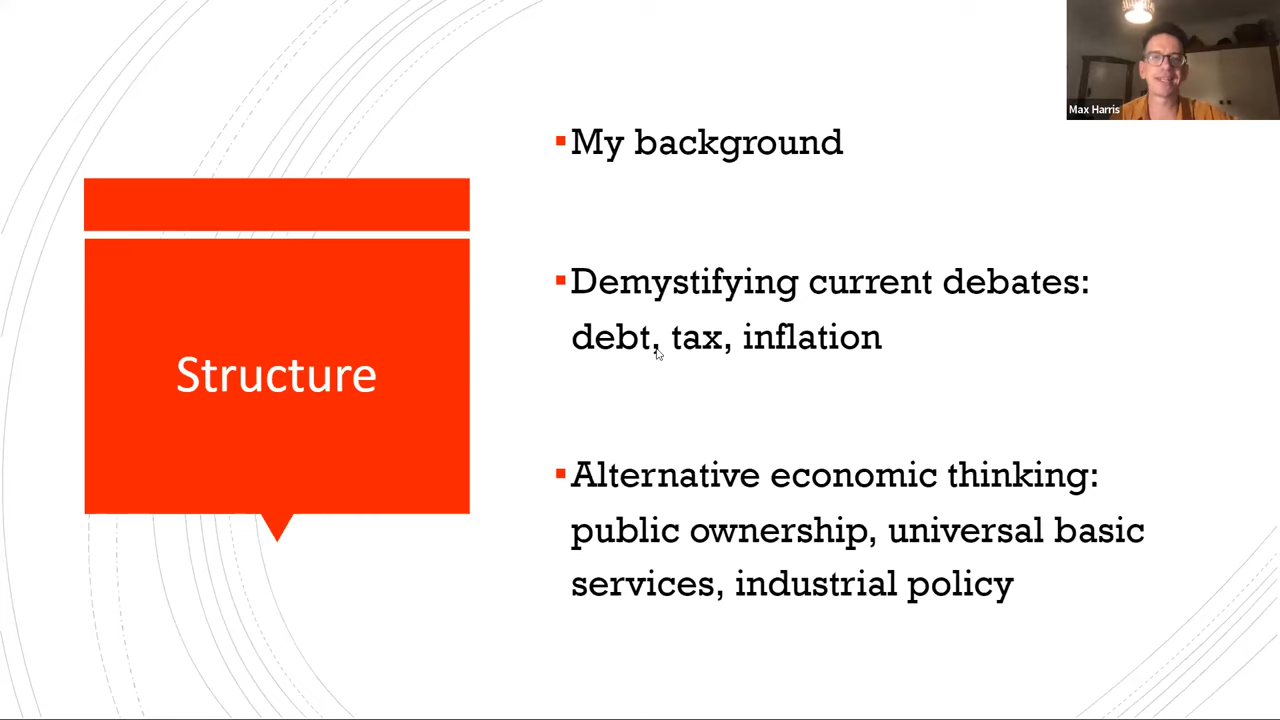 Max Harris
Structure
My background
Demystifying current debates:
debt, tax, inflation
Alternative economic thinking:
public ownership, universal basic
services, industrial policy